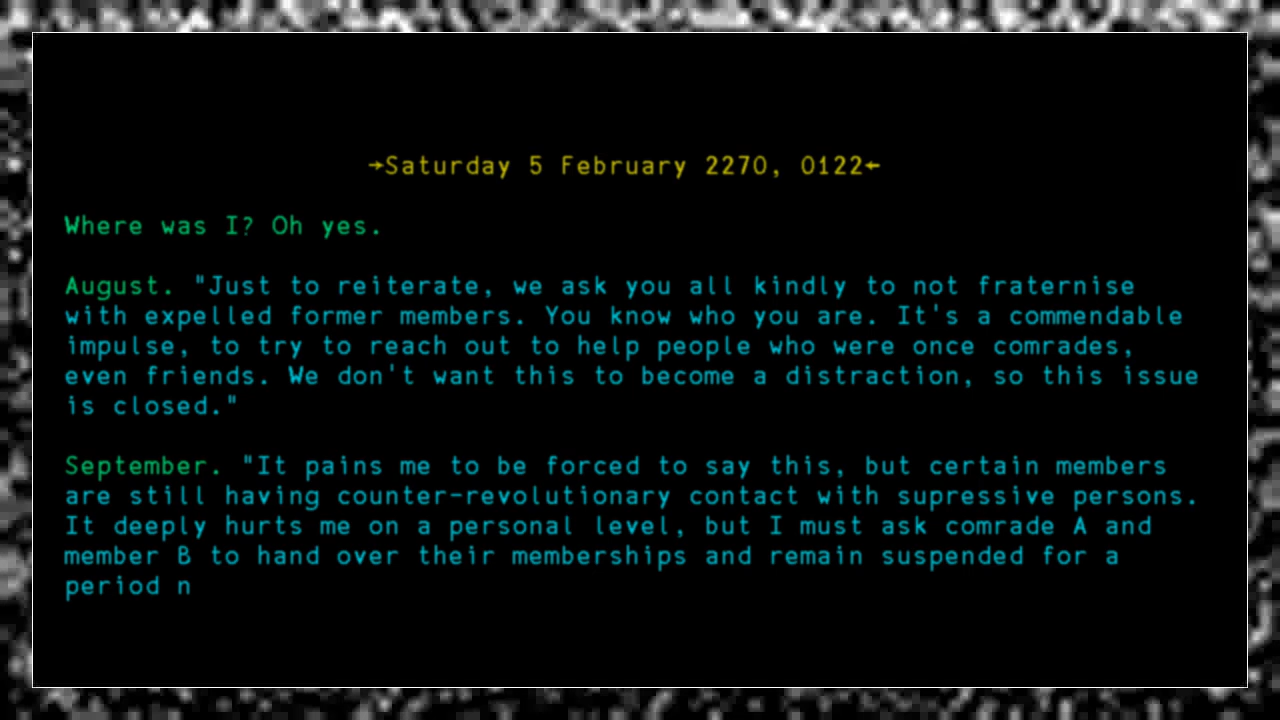 →Saturday 5 February 2270, 0122←
Where was I? Oh yes.
August. "Just to reiterate, we ask you all kindly to not fraternise
with expelled former members. You know who you are. It's a commendable
impulse, to try to reach out to help people who were once comrades,
even friends. We don't want this to become a distraction, so this issue
is closed."
September. "It pains me to be forced to say this, but certain members
are still having counter-revolutionary contact with supressive persons.
It deeply hurts me on a personal level, but I must ask comrade A and
member B to hand over their memberships and remain suspended for a
period n